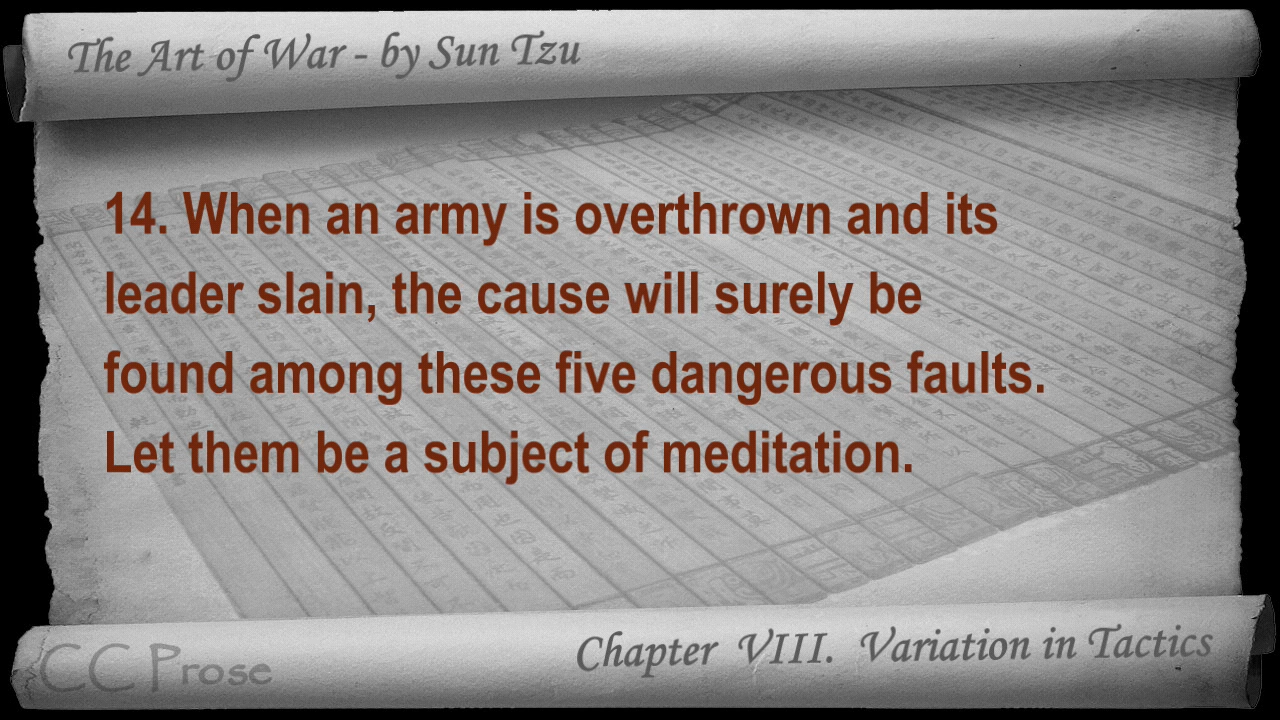 The Art of War - by Sun Tzu
14. When an army is overthrown and its
leader slain, the cause will surely be
found among these five dangerous faults.
Let them be a subject of meditation.
CC Prose
Chapter VIII. Variation in Tactics